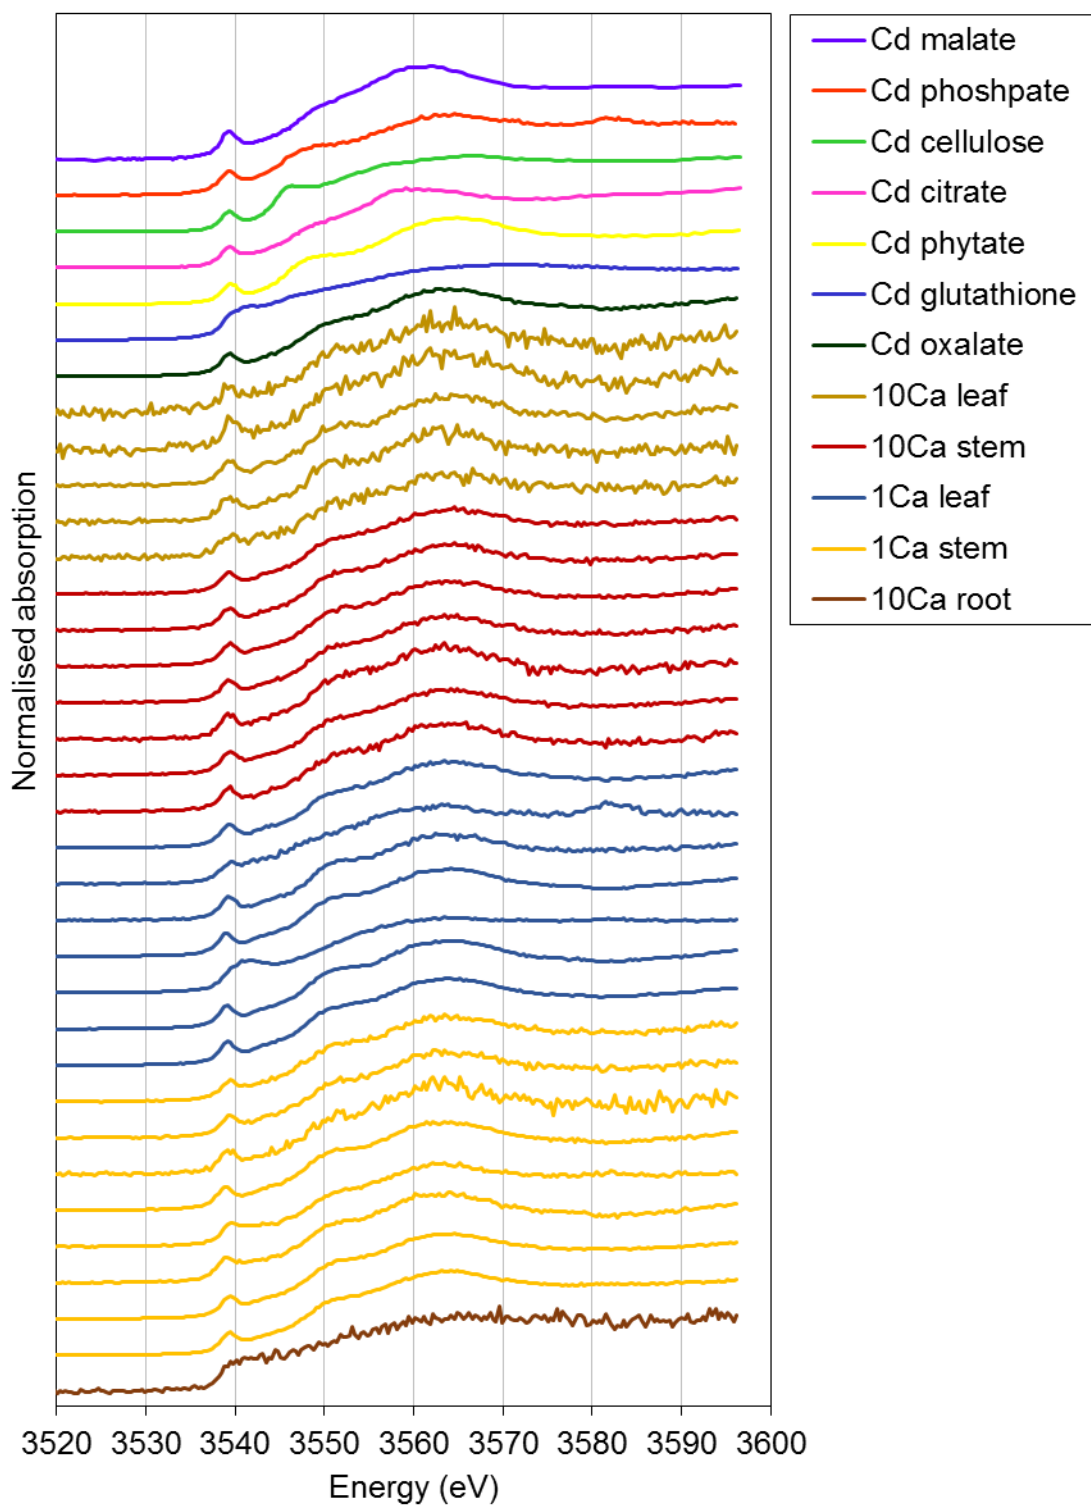 Cd malate
Cd phoshpate
Cd cellulose
Cd citrate
Cd phytate
Cd glutathione
Cd oxalate
10Ca leaf
10Ca stem
1Ca leaf
1Ca stem
10Ca root
Normalised absorption
3520 3530 3540 3550 3560 3570 3580 3590 3600
Energy (eV)